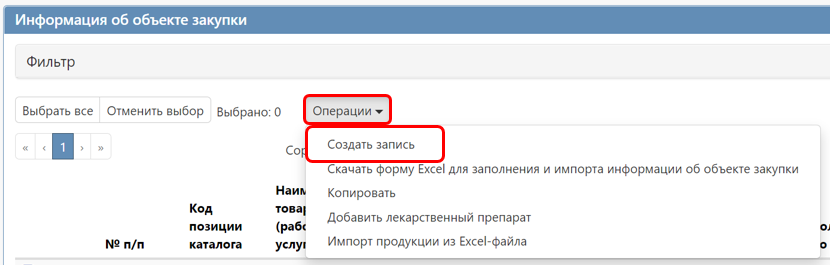 Информация об объекте закупки
Фильтр
Выбрать все Отменить выбор Выбрано: 0 Операции
« ‹ 1 › »
Создать запись
Скачать форму Excel для заполнения и импорта информации об объекте закупки
Копировать
Добавить лекарственный препарат
Импорт продукции из Excel-файла
№ п/п
Код
позиции
каталога